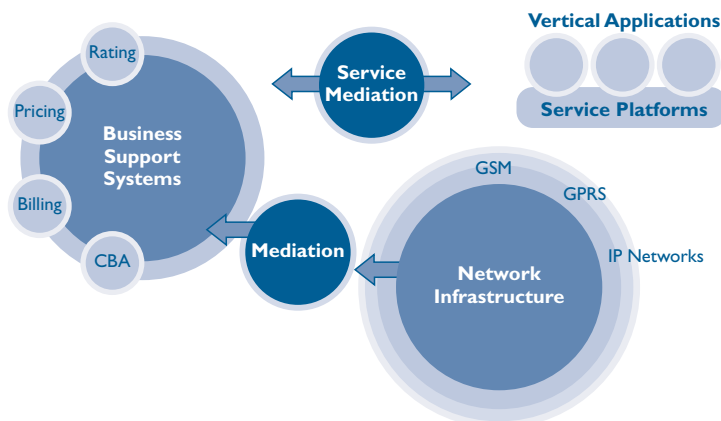 Vertical Applications
Service Platforms
Rating
Pricing
Billing
CBA
Business
Support
Systems
Service
Mediation
Mediation
GSM
GPRS
IP Networks
Network
Infrastructure